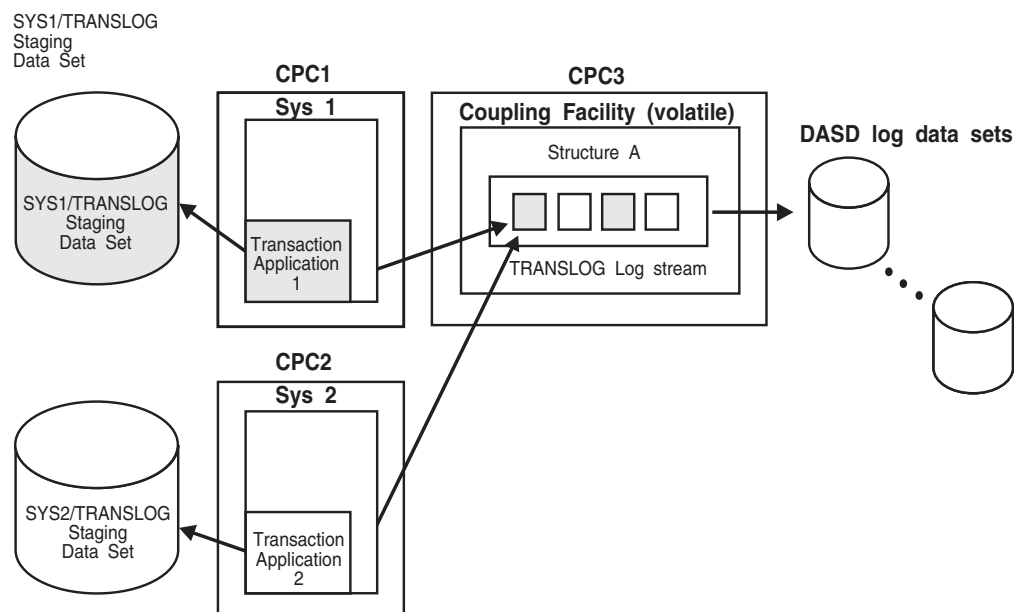 SYS1/TRANSLOG
Staging
Data Set
CPC1
Sys 1
SYS1/TRANSLOG
Staging
Data Set
Transaction
Application
1
CPC3
Coupling Facility (volatile)
Structure A
TRANSLOG Log stream
DASD log data sets
CPC2
Sys 2
SYS2/TRANSLOG
Staging
Data Set
Transaction
Application
2